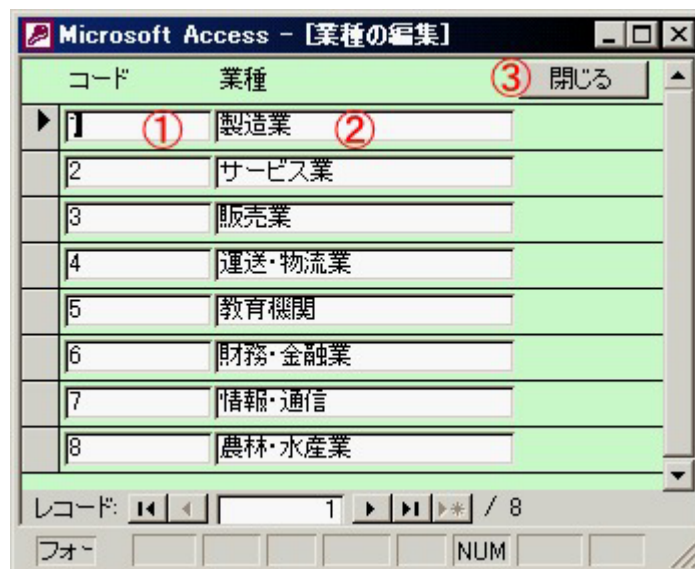 Microsoft Access - [業種の編集]
コード 業種 ③ 閉じる
1 ① 製造業 ②
2 サービス業
3 販売業
4 運送・物流業
5 教育機関
6 財務・金融業
7 情報・通信
8 農林・水産業
レコード: 1 / 8
フォー NUM